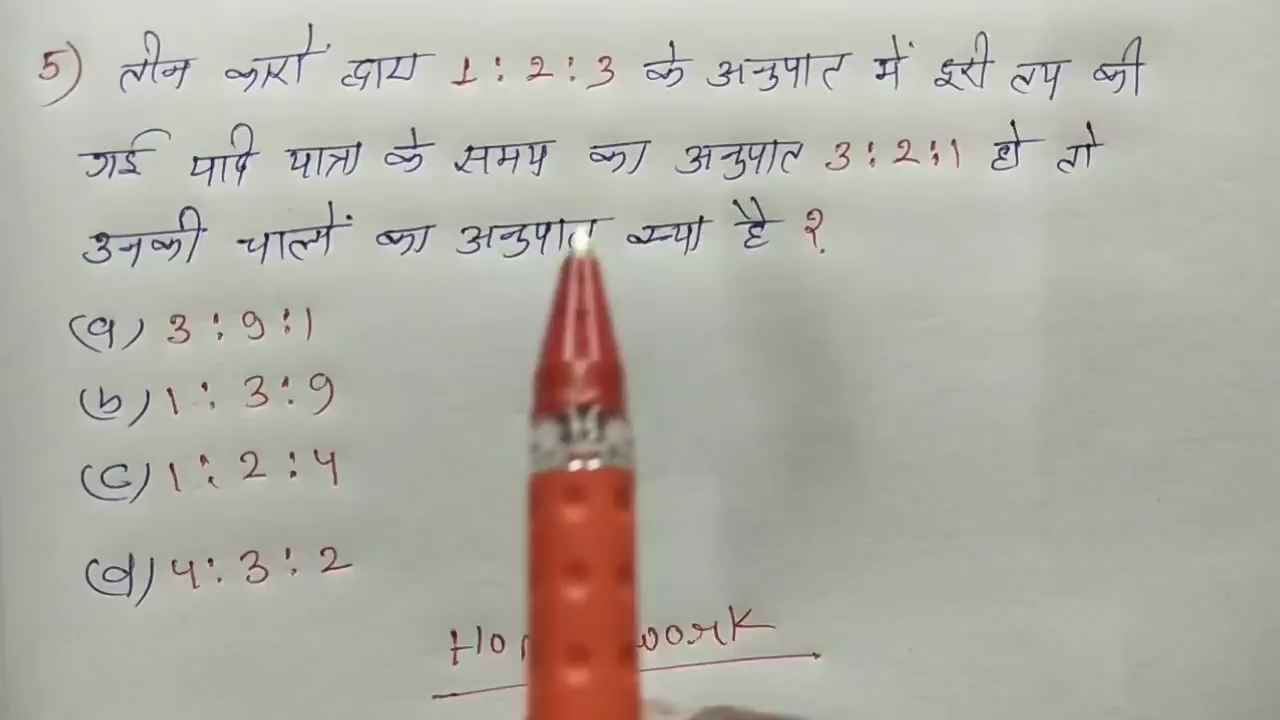 5) तीन कारों द्वारा 1 : 2 : 3 के अनुपात में दूरी तय की
गई यदि यात्रा के समय का अनुपात 3 : 2 : 1 हो तो
उनकी चालों का अनुपात क्या है ?
(a) 3 : 9 : 1
(b) 1 : 3 : 9
(c) 1 : 2 : 4
(d) 4 : 3 : 2